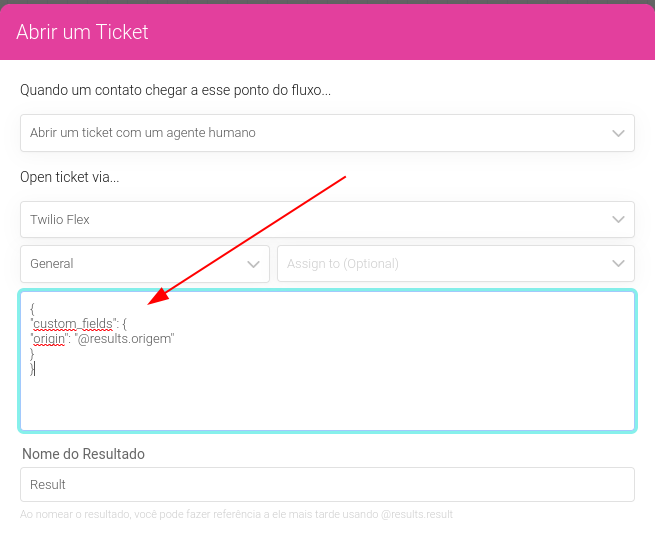 Abrir um Ticket
Quando um contato chegar a esse ponto do fluxo...
Abrir um ticket com um agente humano
Open ticket via...
Twilio Flex
General
Assign to (Optional)
{
"custom_fields": {
"origin": "@results.origem"
}
}
Nome do Resultado
Result
Ao nomear o resultado, você pode fazer referência a ele mais tarde usando @results.result